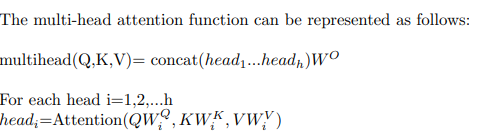 The multi-head attention function can be represented as follows:
multihead(Q,K,V)= concat(head₁...headₕ)Wᴼ
For each head i=1,2,...h
headᵢ=Attention(QWᵢQ, KWᵢK, VWᵢV)